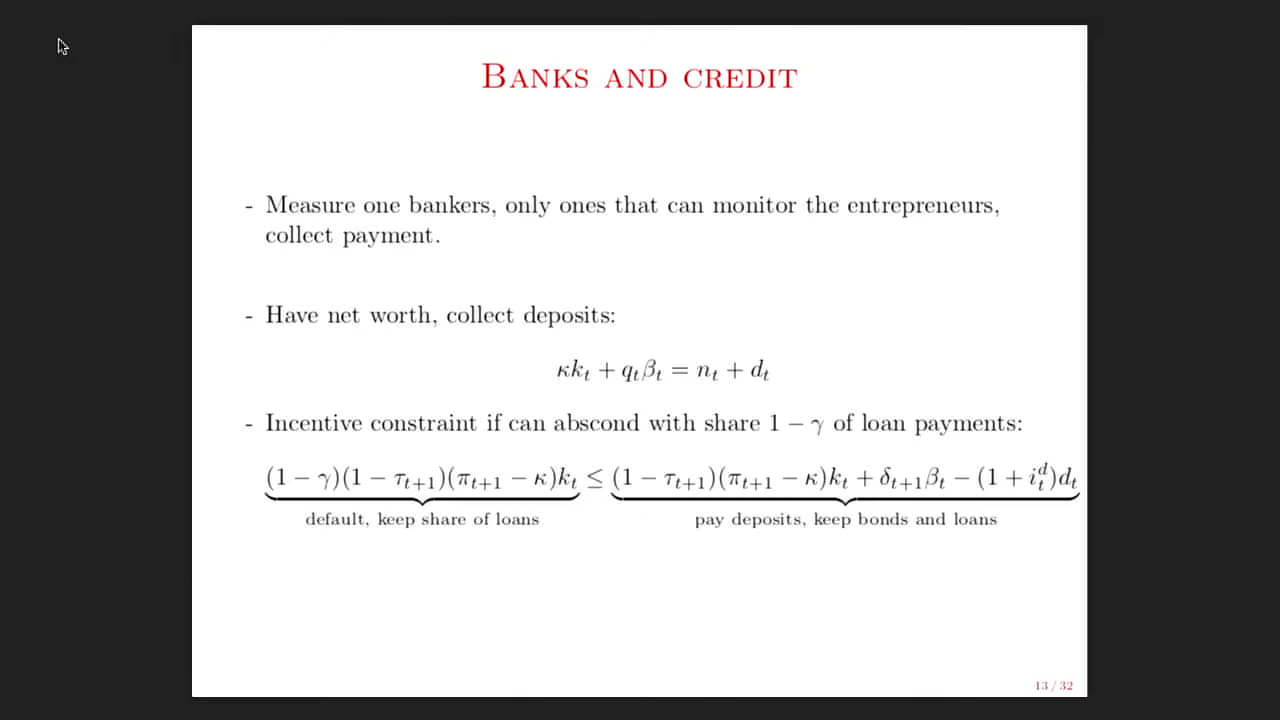 BANKS AND CREDIT
- Measure one bankers, only ones that can monitor the entrepreneurs,
collect payment.
- Have net worth, collect deposits:
κk_t + q_tβ_t = n_t + d_t
- Incentive constraint if can abscond with share 1 − γ of loan payments:
(1 − γ)(1 − τ_{t+1})(π_{t+1} − κ)k_t ≤ (1 − τ_{t+1})(π_{t+1} − κ)k_t + δ_{t+1}β_t − (1 + i_t^d)d_t
default, keep share of loans pay deposits, keep bonds and loans
13 / 32